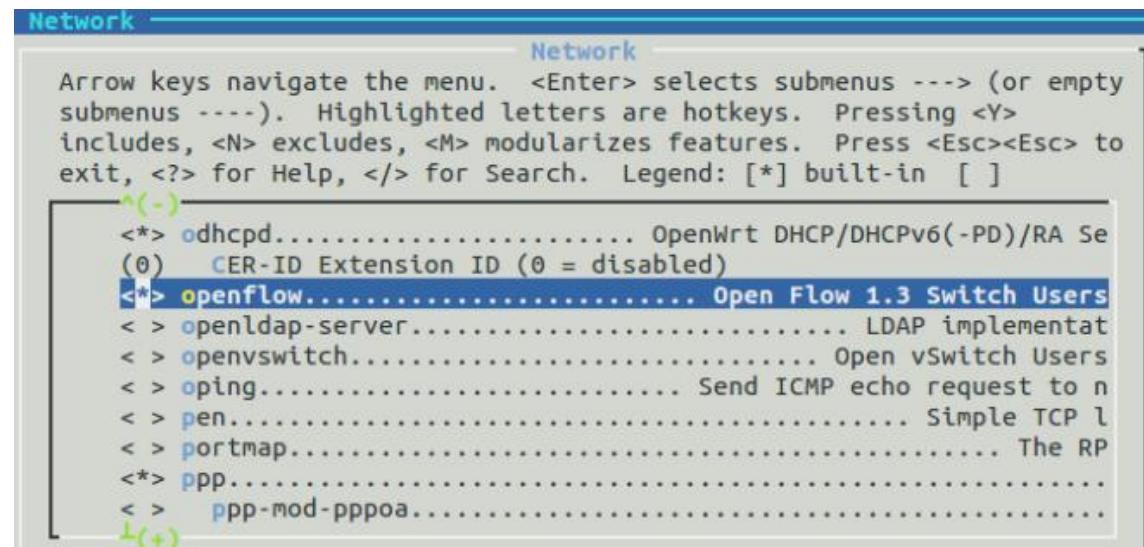 Network
Network
Arrow keys navigate the menu.  <Enter> selects submenus ---> (or empty
submenus ----).  Highlighted letters are hotkeys.  Pressing <Y>
includes, <N> excludes, <M> modularizes features.  Press <Esc><Esc> to
exit, <?> for Help, </> for Search.  Legend: [*] built-in  [ ]
^(-)
<*> odhcpd......................... OpenWrt DHCP/DHCPv6(-PD)/RA Se
(0)   CER-ID Extension ID (0 = disabled)
<*> openflow........................... Open Flow 1.3 Switch Users
< > openldap-server.............................. LDAP implementat
< > openvswitch............................... Open vSwitch Users
< > oping............................ Send ICMP echo request to n
< > pen............................................. Simple TCP l
< > portmap............................................... The RP
<*> ppp..........................................................
< >   ppp-mod-pppoa..............................................
┴(+)